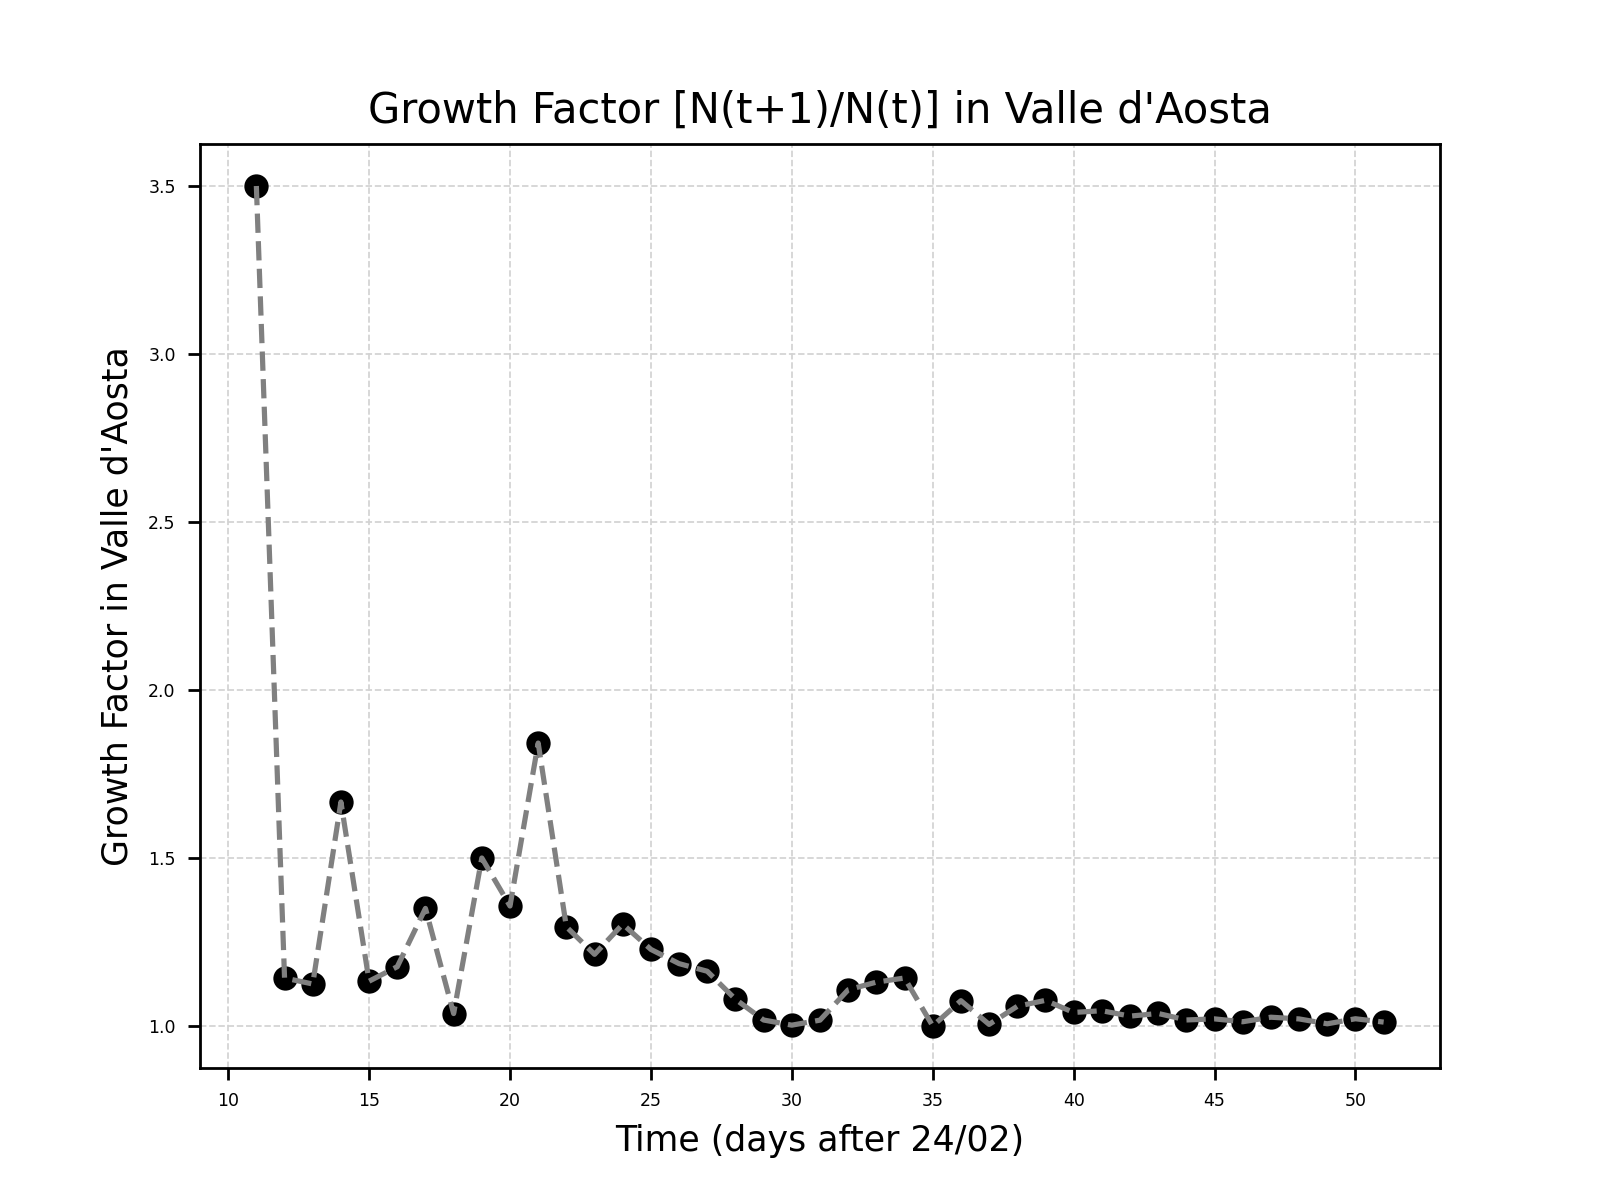 Growth Factor [N(t+1)/N(t)] in Valle d'Aosta
Growth Factor in Valle d'Aosta
3.5
3.0
2.5
2.0
1.5
1.0
10 15 20 25 30 35 40 45 50
Time (days after 24/02)